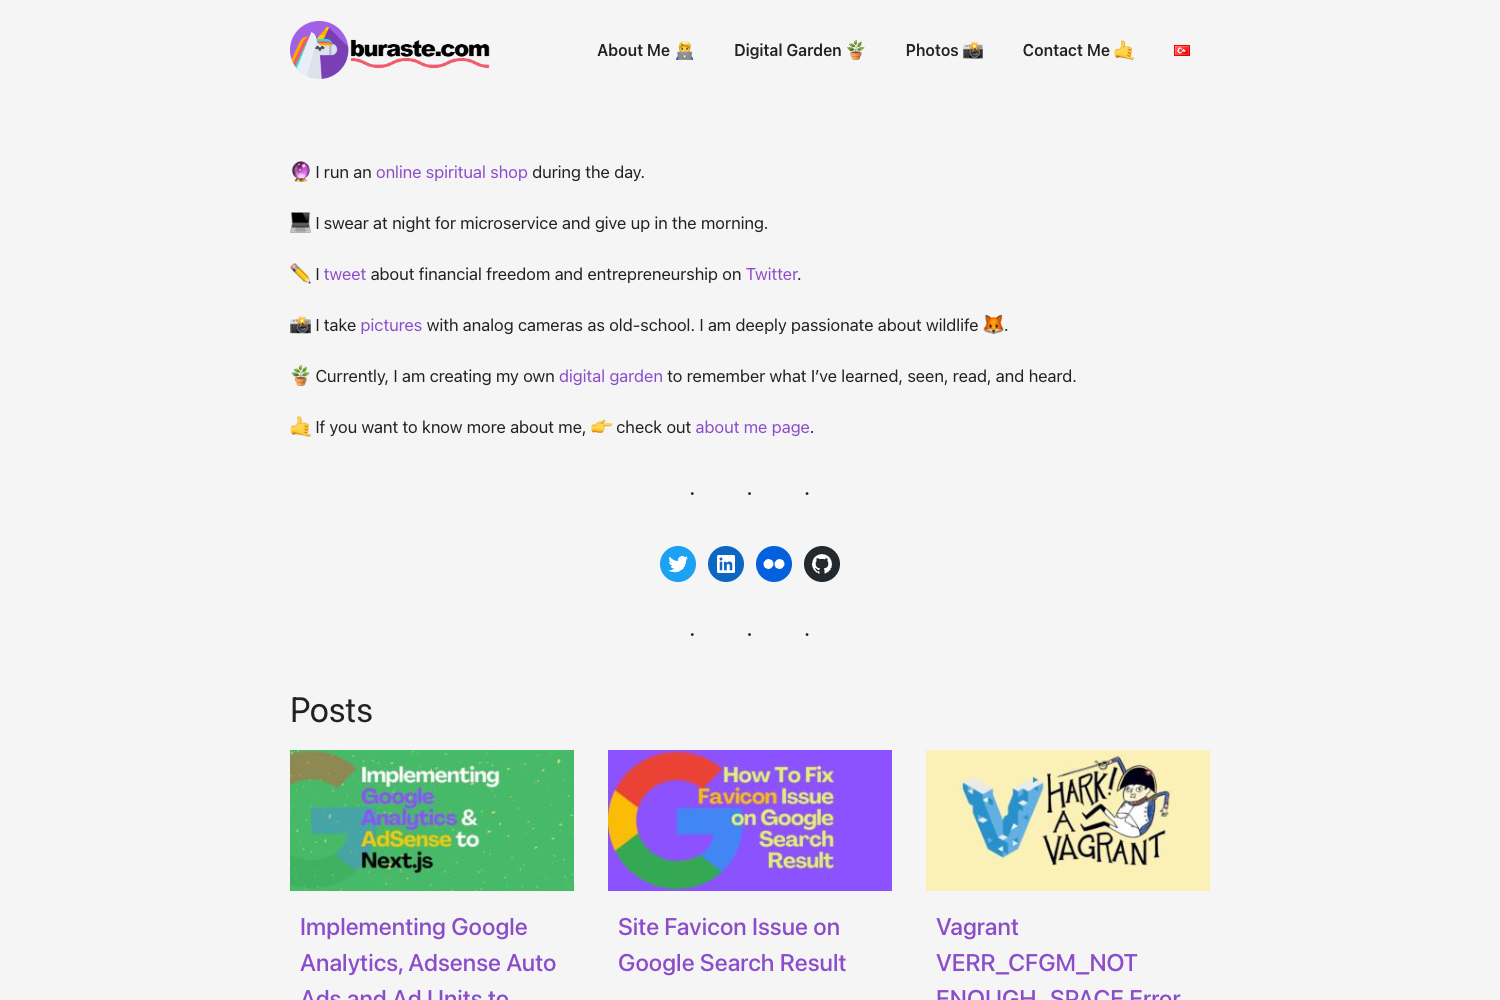 buraste.com
About Me 🧑‍💻
Digital Garden 🪴
Photos 📸
Contact Me 🤙
🔮 I run an online spiritual shop during the day.
💻 I swear at night for microservice and give up in the morning.
✏️ I tweet about financial freedom and entrepreneurship on Twitter.
📸 I take pictures with analog cameras as old-school. I am deeply passionate about wildlife 🦊.
🪴 Currently, I am creating my own digital garden to remember what I’ve learned, seen, read, and heard.
🤙 If you want to know more about me, 👉 check out about me page.
. . .
in
. . .
Posts
Implementing
Google
Analytics &
AdSense to
Next.js
How To Fix
Favicon Issue
on Google
Search
Result
HARK!
A
VAGRANT
Implementing Google
Analytics, Adsense Auto
Ads and Ad Units to
Site Favicon Issue on
Google Search Result
Vagrant
VERR_CFGM_NOT
ENOUGH_SPACE Error